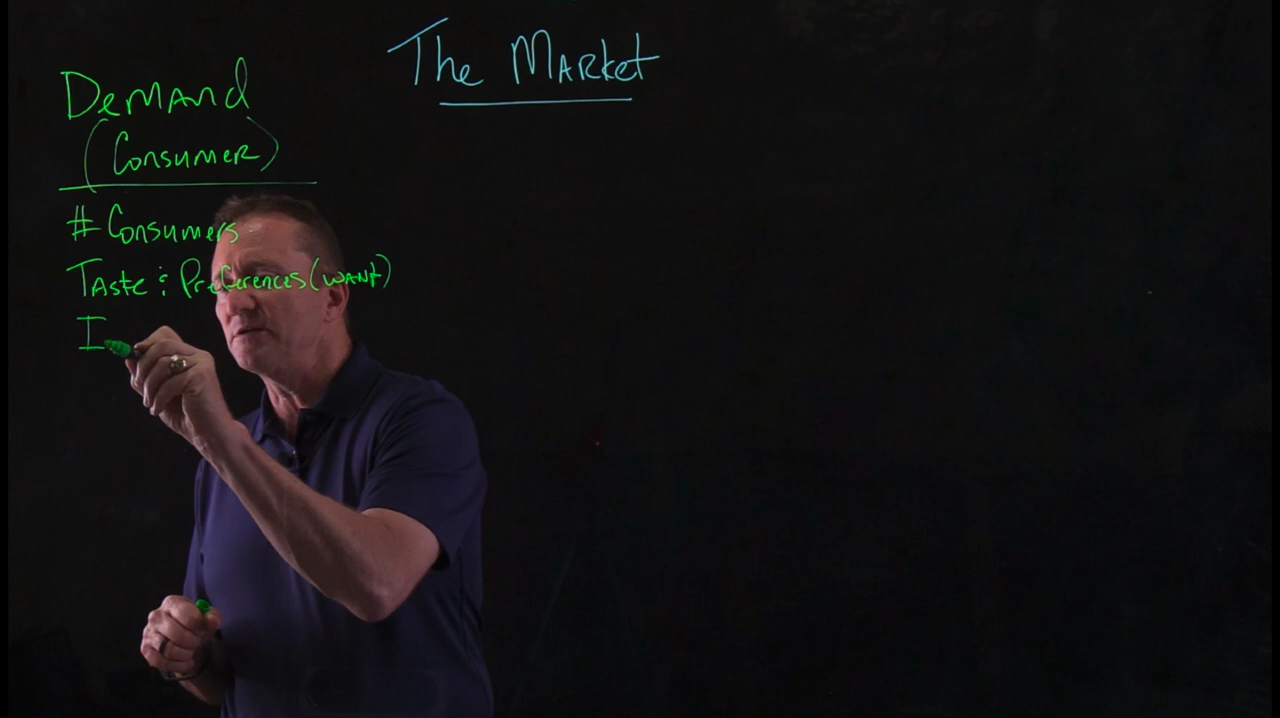 The Market
Demand
(Consumer)
# Consumers
Taste & Preferences (want)
I